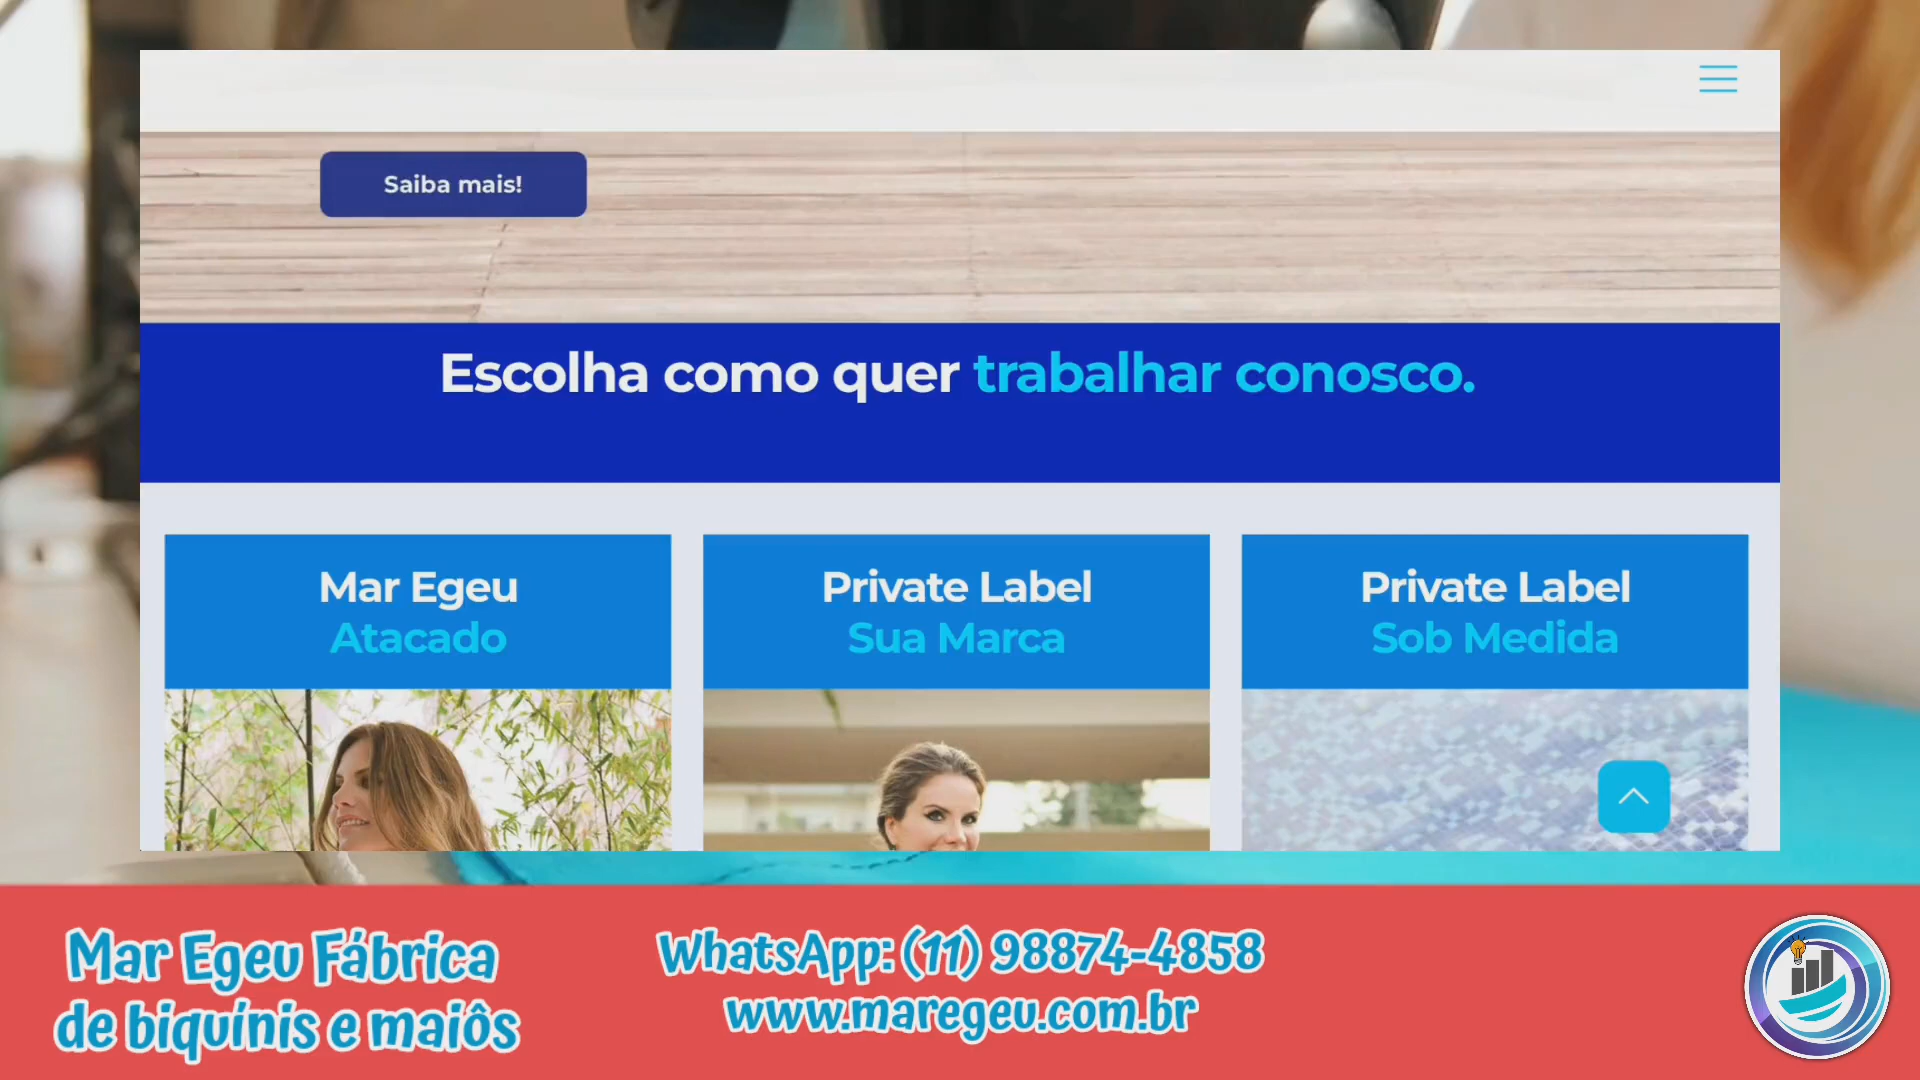 Saiba mais!
Escolha como quer trabalhar conosco.
Mar Egeu
Atacado
Private Label
Sua Marca
Private Label
Sob Medida
Mar Egeu Fábrica
de biquínis e maiôs
WhatsApp: (11) 98874-4858
www.maregeu.com.br